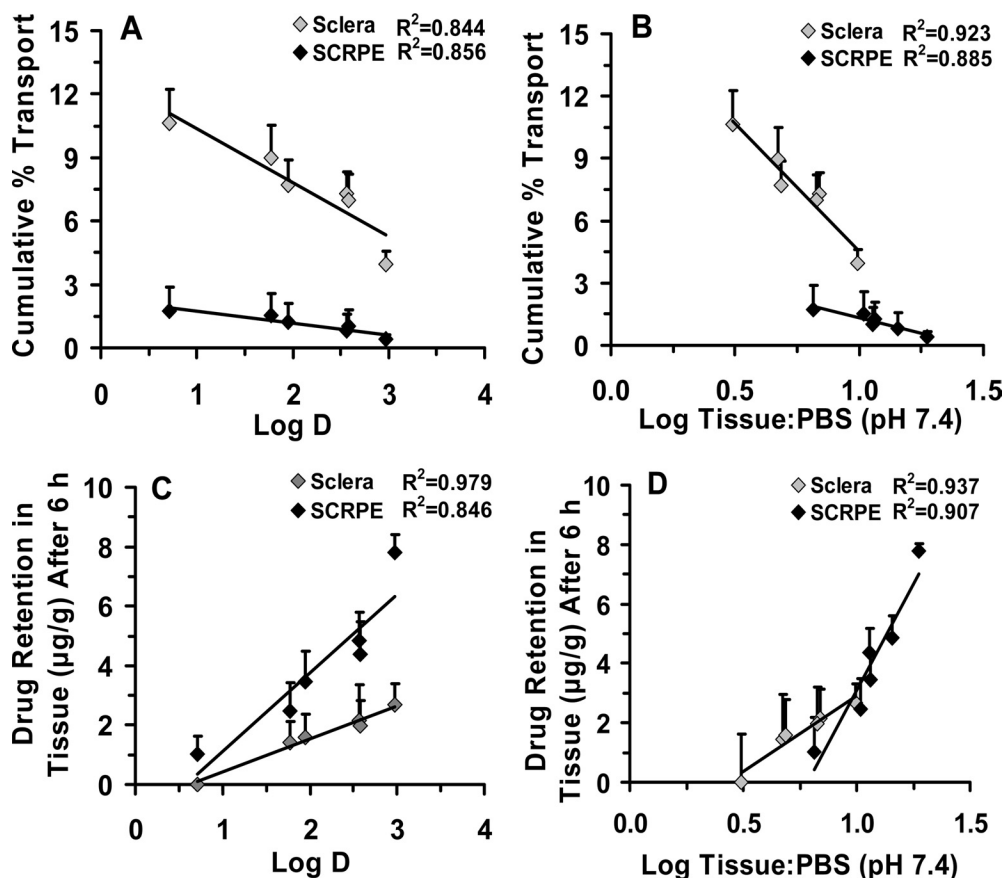 A
Sclera R²=0.844
SCRPE R²=0.856
Cumulative % Transport
15
12
9
6
3
0
0 1 2 3 4
Log D
B
Sclera R²=0.923
SCRPE R²=0.885
Cumulative % Transport
15
12
9
6
3
0
0.0 0.5 1.0 1.5
Log Tissue:PBS (pH 7.4)
C
Sclera R²=0.979
SCRPE R²=0.846
Drug Retention in
Tissue (µg/g) After 6 h
10
8
6
4
2
0
0 1 2 3 4
Log D
D
Sclera R²=0.937
SCRPE R²=0.907
Drug Retention in
Tissue (µg/g) After 6 h
10
8
6
4
2
0
0.0 0.5 1.0 1.5
Log Tissue:PBS (pH 7.4)